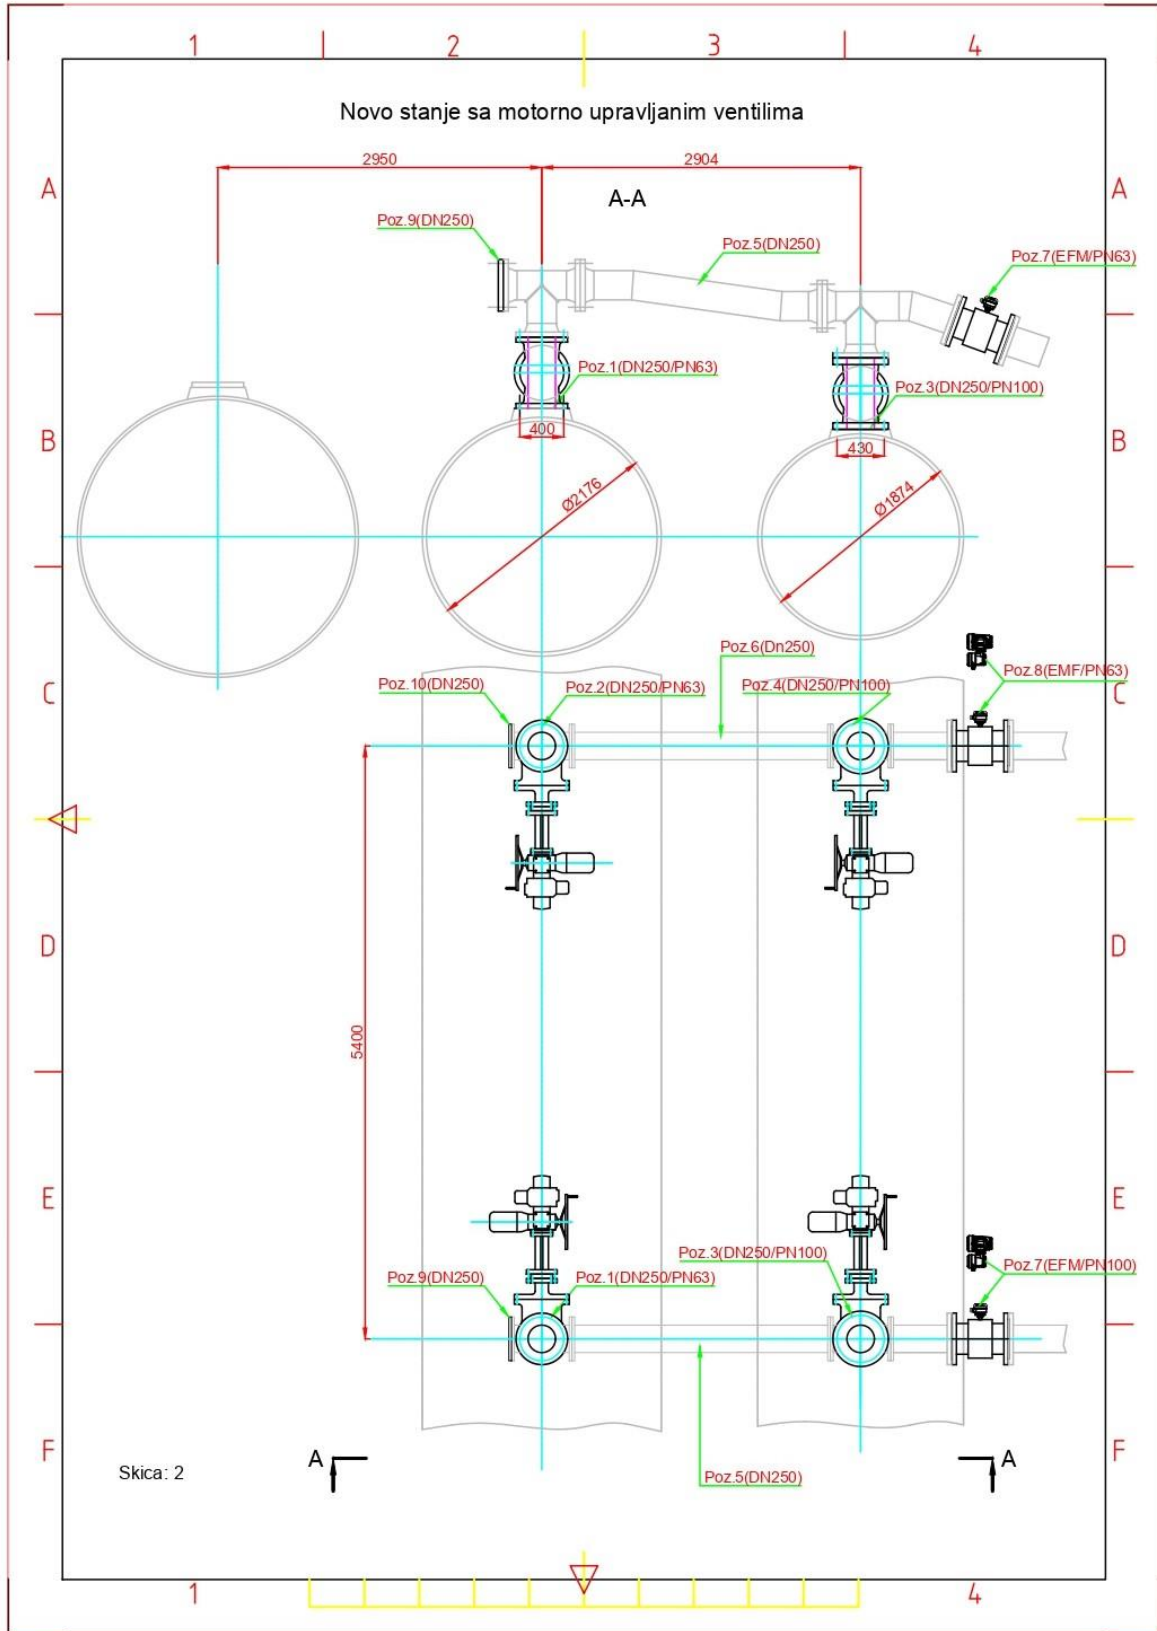 1
2
3
4
Novo stanje sa motorno upravljanim ventilima
2950
2904
A
A-A
A
Poz.9(DN250)
Poz.5(DN250)
Poz.7(EFM/PN63)
Poz.1(DN250/PN63)
Poz.3(DN250/PN100)
B
400
430
B
Ø2176
Ø1874
Poz.6(Dn250)
C
Poz.10(DN250)
Poz.2(DN250/PN63)
Poz.4(DN250/PN100)
Poz.8(EMF/PN63)
C
D
D
5400
E
E
Poz.3(DN250/PN100)
Poz.7(EFM/PN100)
Poz.9(DN250)
Poz.1(DN250/PN63)
F
A
A
F
Skica: 2
Poz.5(DN250)
1
4